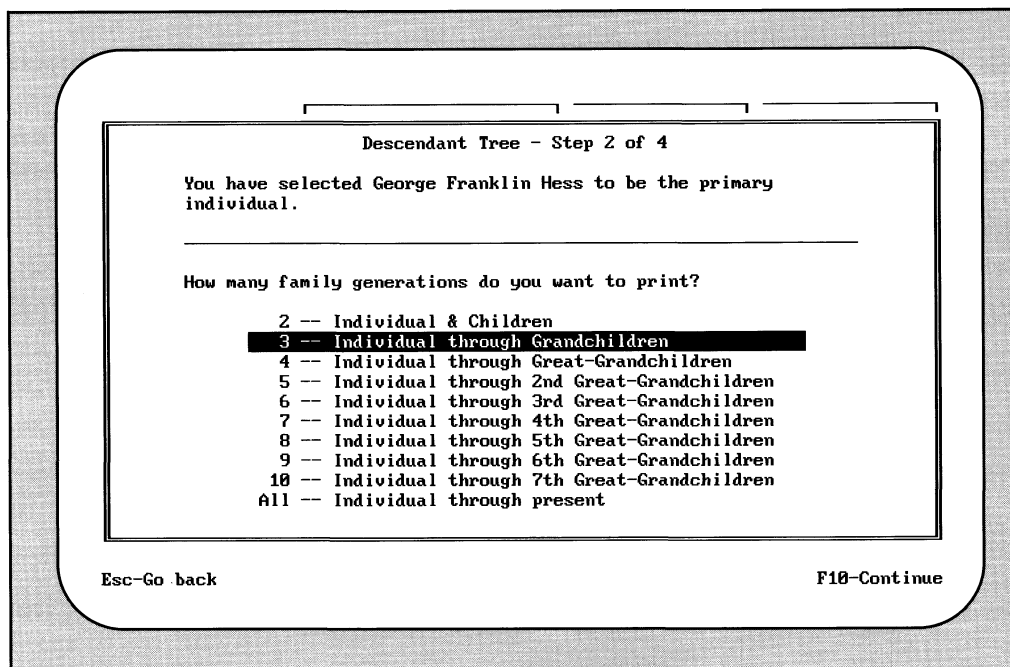 Descendant Tree - Step 2 of 4
You have selected George Franklin Hess to be the primary
individual.
How many family generations do you want to print?
2 -- Individual & Children
3 -- Individual through Grandchildren
4 -- Individual through Great-Grandchildren
5 -- Individual through 2nd Great-Grandchildren
6 -- Individual through 3rd Great-Grandchildren
7 -- Individual through 4th Great-Grandchildren
8 -- Individual through 5th Great-Grandchildren
9 -- Individual through 6th Great-Grandchildren
10 -- Individual through 7th Great-Grandchildren
All -- Individual through present
Esc-Go back F10-Continue